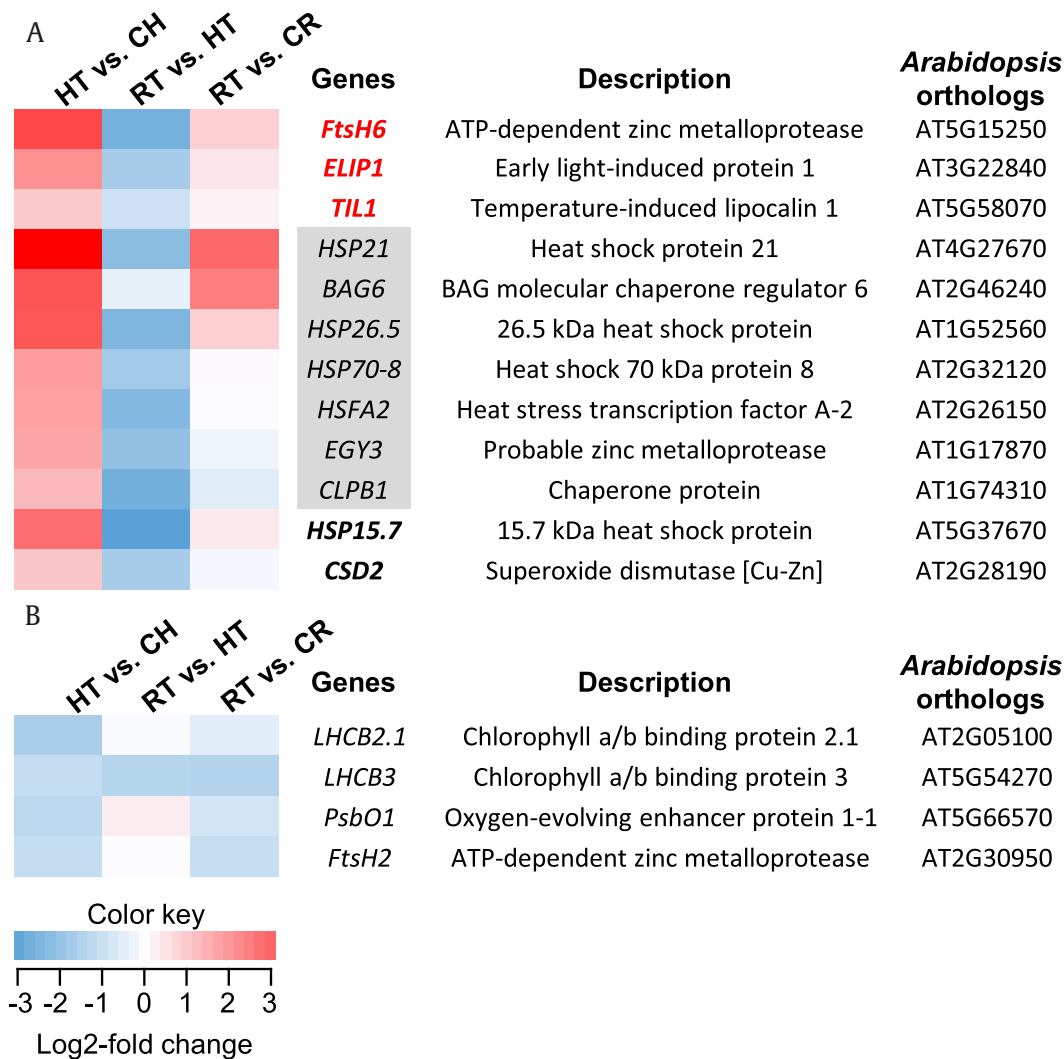 A
HT vs. CH RT vs. HT RT vs. CR
Genes Description Arabidopsis orthologs
FtsH6 ATP-dependent zinc metalloprotease AT5G15250
ELIP1 Early light-induced protein 1 AT3G22840
TIL1 Temperature-induced lipocalin 1 AT5G58070
HSP21 Heat shock protein 21 AT4G27670
BAG6 BAG molecular chaperone regulator 6 AT2G46240
HSP26.5 26.5 kDa heat shock protein AT1G52560
HSP70-8 Heat shock 70 kDa protein 8 AT2G32120
HSFA2 Heat stress transcription factor A-2 AT2G26150
EGY3 Probable zinc metalloprotease AT1G17870
CLPB1 Chaperone protein AT1G74310
HSP15.7 15.7 kDa heat shock protein AT5G37670
CSD2 Superoxide dismutase [Cu-Zn] AT2G28190
B
HT vs. CH RT vs. HT RT vs. CR
Genes Description Arabidopsis orthologs
LHCB2.1 Chlorophyll a/b binding protein 2.1 AT2G05100
LHCB3 Chlorophyll a/b binding protein 3 AT5G54270
PsbO1 Oxygen-evolving enhancer protein 1-1 AT5G66570
FtsH2 ATP-dependent zinc metalloprotease AT2G30950
Color key
-3 -2 -1 0 1 2 3
Log2-fold change